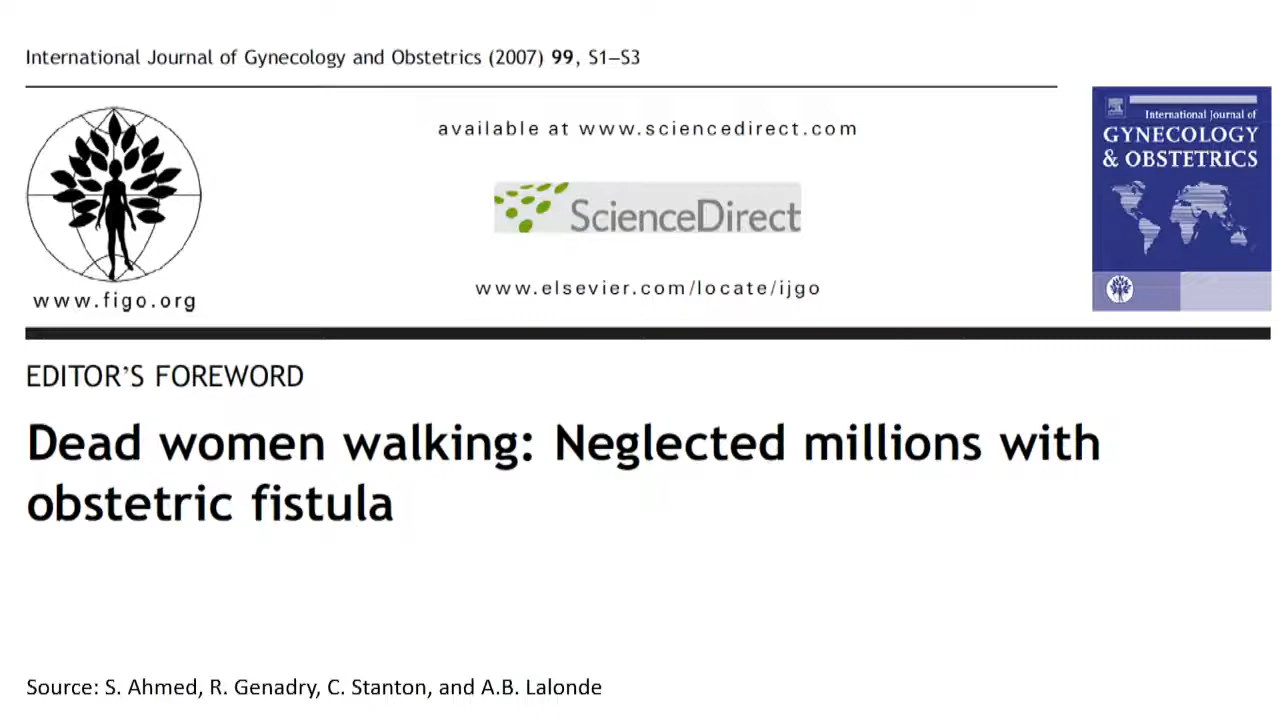 International Journal of Gynecology and Obstetrics (2007) 99, S1–S3
available at www.sciencedirect.com
ScienceDirect
www.elsevier.com/locate/ijgo
www.figo.org
International Journal of
GYNECOLOGY
& OBSTETRICS
EDITOR’S FOREWORD
Dead women walking: Neglected millions with
obstetric fistula
Source: S. Ahmed, R. Genadry, C. Stanton, and A.B. Lalonde